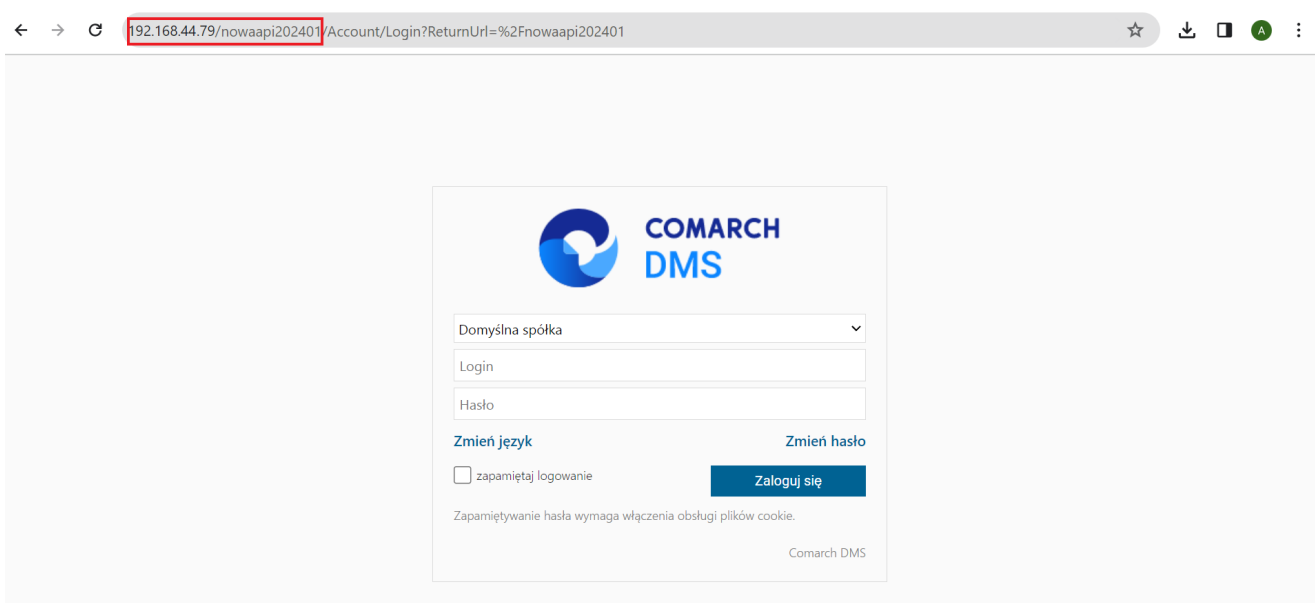 192.168.44.79/nowaapi202401/Account/Login?ReturnUrl=%2Fnowaapi202401
A
COMARCH
DMS
Domyślna spółka
Login
Hasło
Zmień język Zmień hasło
zapamiętaj logowanie Zaloguj się
Zapamiętywanie hasła wymaga włączenia obsługi plików cookie.
Comarch DMS